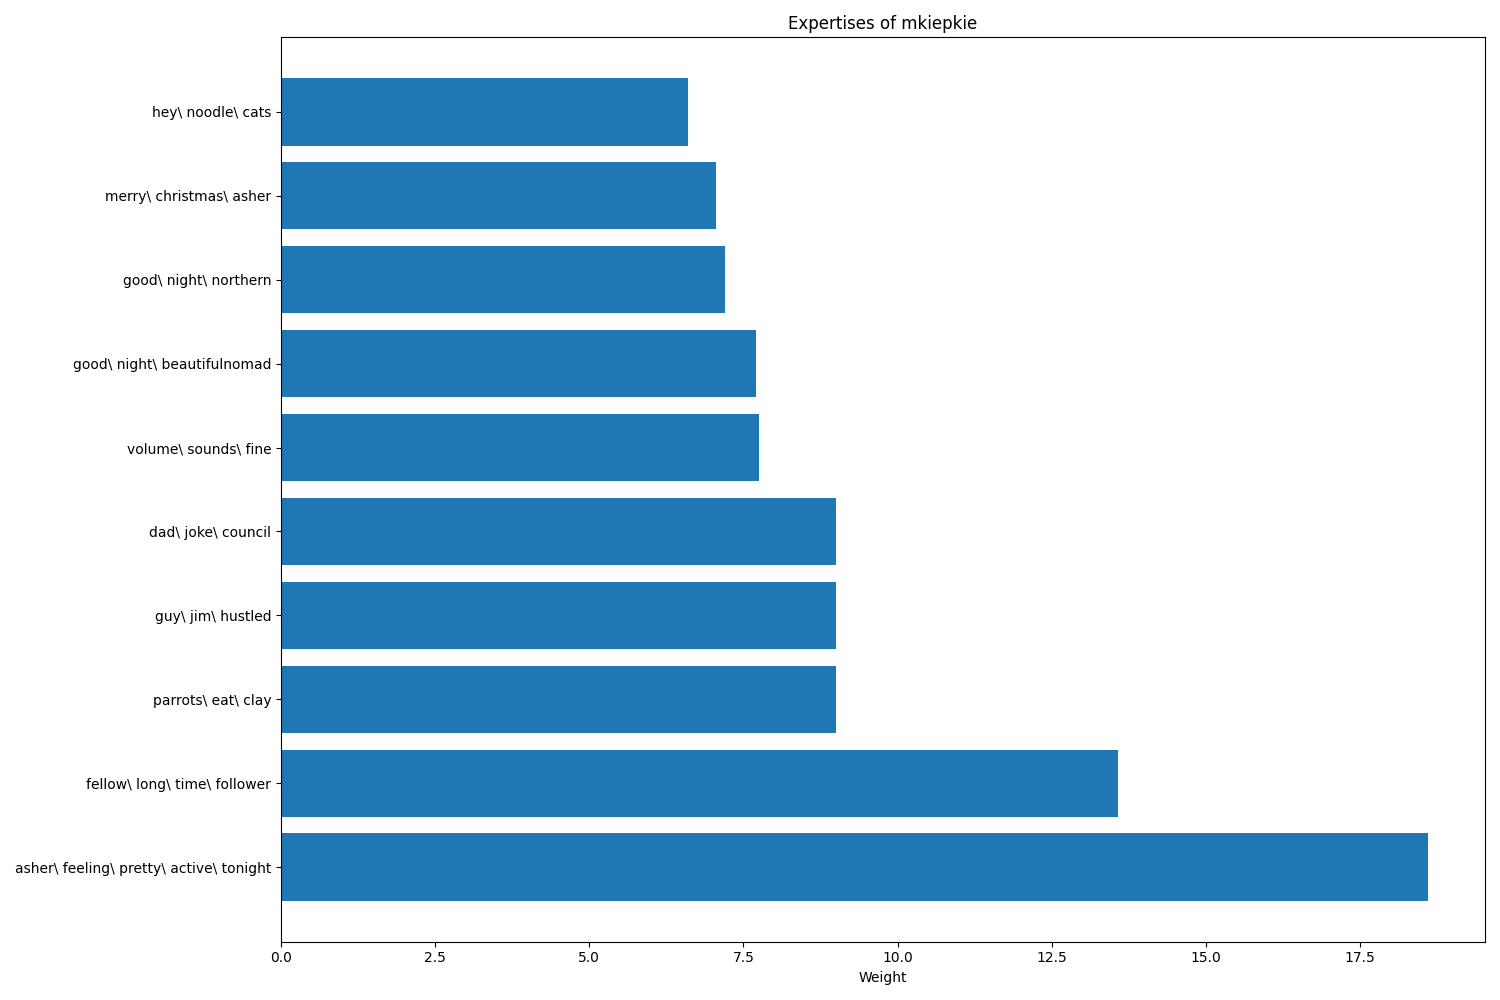 Expertises of mkiepkie
hey\ noodle\ cats
merry\ christmas\ asher
good\ night\ northern
good\ night\ beautifulnomad
volume\ sounds\ fine
dad\ joke\ council
guy\ jim\ hustled
parrots\ eat\ clay
fellow\ long\ time\ follower
asher\ feeling\ pretty\ active\ tonight
0.0 2.5 5.0 7.5 10.0 12.5 15.0 17.5
Weight